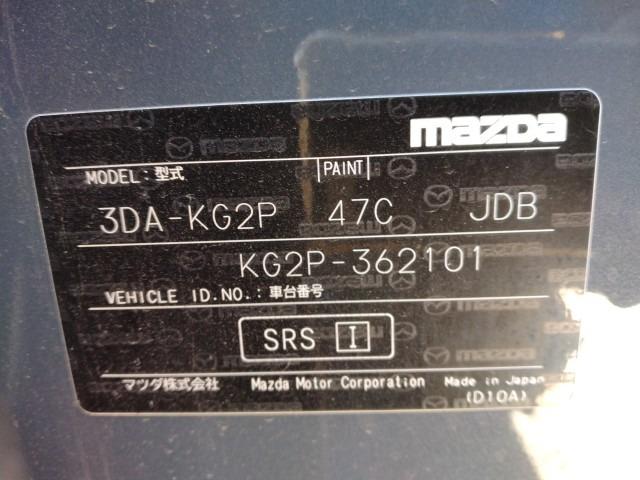 mazda
MODEL:型式 PAINT
3DA-KG2P 47C JDB
KG2P-362101
VEHICLE ID.NO.:車台番号
SRS I
マツダ株式会社 Mazda Motor Corporation Made in Japan
(D10A)